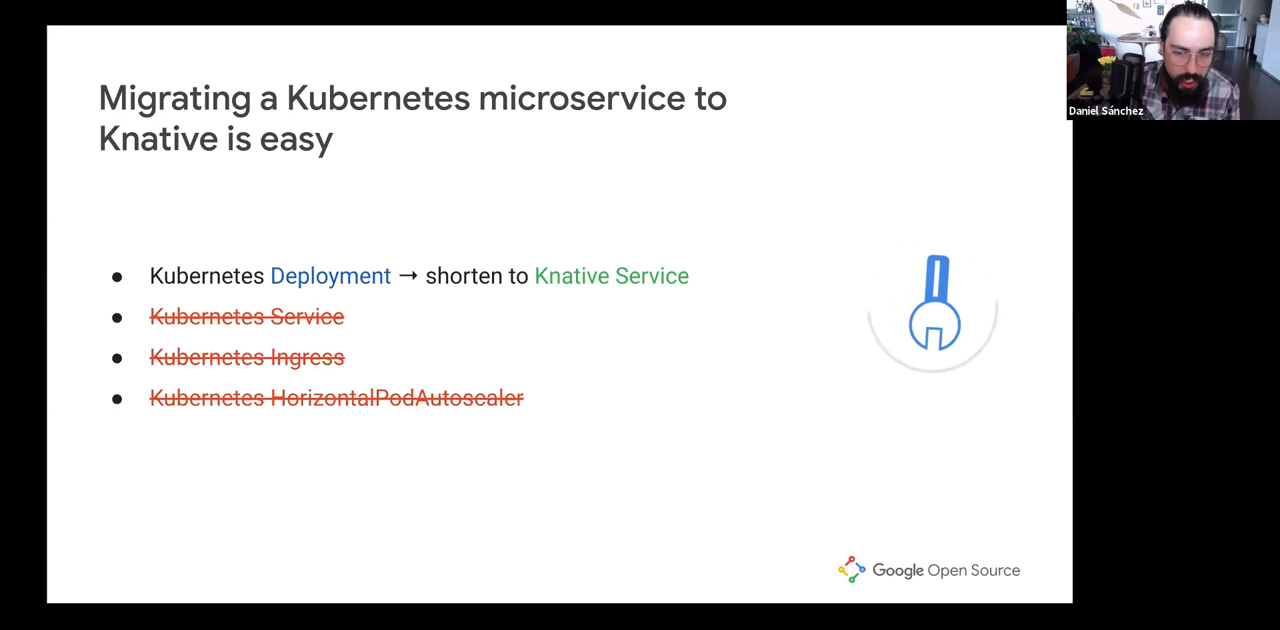 Migrating a Kubernetes microservice to
Knative is easy
● Kubernetes Deployment → shorten to Knative Service
● Kubernetes Service
● Kubernetes Ingress
● Kubernetes HorizontalPodAutoscaler
Google Open Source
Daniel Sánchez